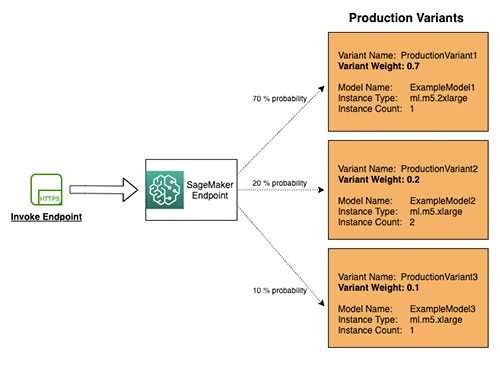 Production Variants
Variant Name: ProductionVariant1
Variant Weight: 0.7
Model Name: ExampleModel1
Instance Type: ml.m5.2xlarge
Instance Count: 1
70 % probability
Variant Name: ProductionVariant2
Variant Weight: 0.2
Model Name: ExampleModel2
Instance Type: ml.m5.xlarge
Instance Count: 2
20 % probability
SageMaker
Endpoint
HTTPS
Invoke Endpoint
10 % probability
Variant Name: ProductionVariant3
Variant Weight: 0.1
Model Name: ExampleModel3
Instance Type: ml.m5.xlarge
Instance Count: 1